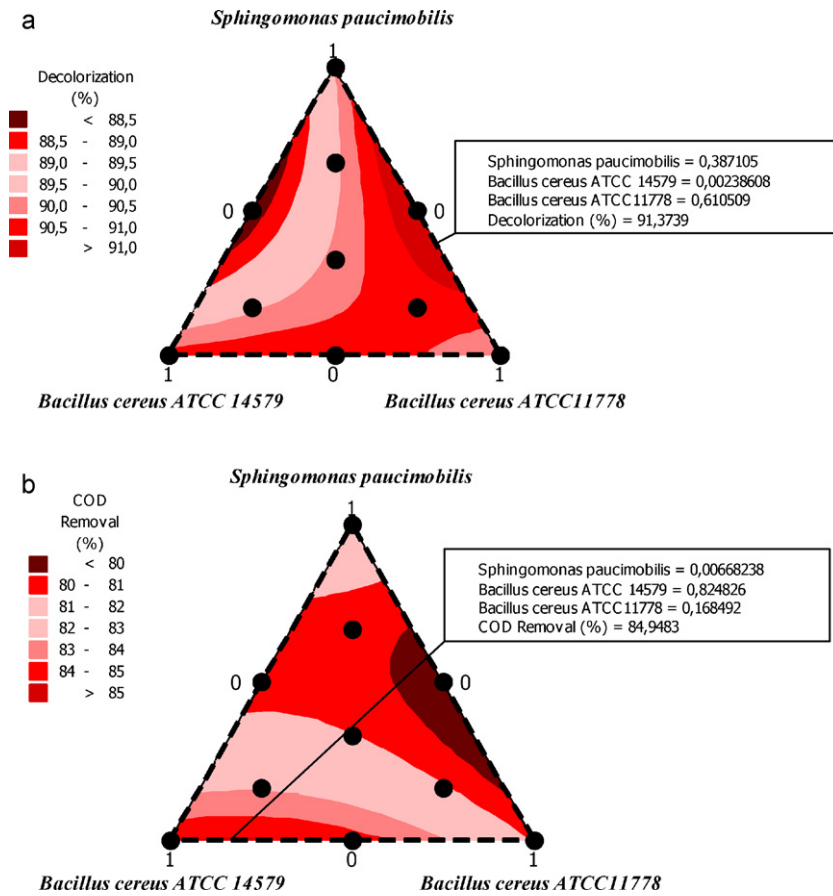 a
Sphingomonas paucimobilis
1
Decolorization
(%)
< 88,5
88,5 - 89,0
89,0 - 89,5
89,5 - 90,0
90,0 - 90,5
90,5 - 91,0
> 91,0
Sphingomonas paucimobilis = 0,387105
Bacillus cereus ATCC 14579 = 0,00238608
Bacillus cereus ATCC11778 = 0,610509
Decolorization (%) = 91,3739
0
0
1
0
1
Bacillus cereus ATCC 14579
Bacillus cereus ATCC11778
b
Sphingomonas paucimobilis
1
COD
Removal
(%)
< 80
80 - 81
81 - 82
82 - 83
83 - 84
84 - 85
> 85
Sphingomonas paucimobilis = 0,00668238
Bacillus cereus ATCC 14579 = 0,824826
Bacillus cereus ATCC11778 = 0,168492
COD Removal (%) = 84,9483
0
0
1
0
1
Bacillus cereus ATCC 14579
Bacillus cereus ATCC11778